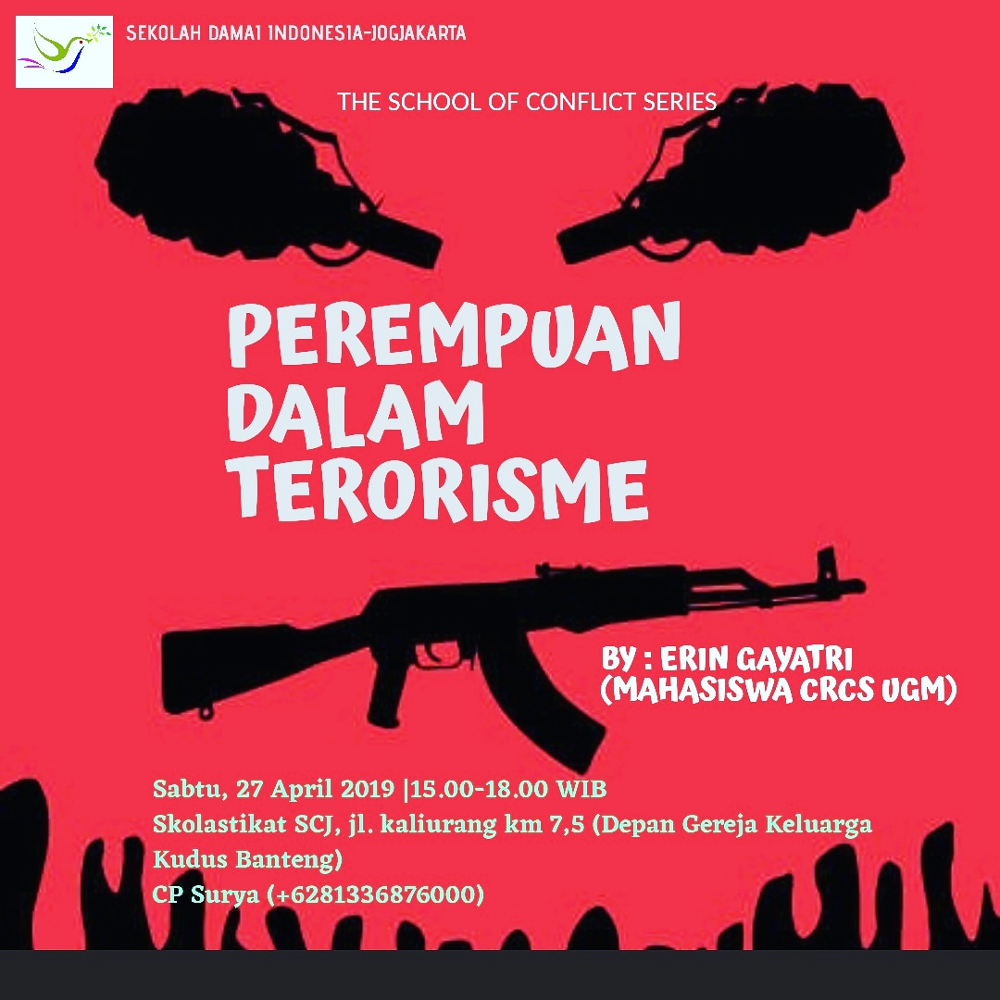 SEKOLAH DAMAI INDONESIA-JOGJAKARTA
THE SCHOOL OF CONFLICT SERIES
PEREMPUAN
DALAM
TERORISME
BY : ERIN GAYATRI
(MAHASISWA CRCS UGM)
Sabtu, 27 April 2019 |15.00-18.00 WIB
Skolastikat SCJ, jl. kaliurang km 7,5 (Depan Gereja Keluarga
Kudus Banteng)
CP Surya (+6281336876000)